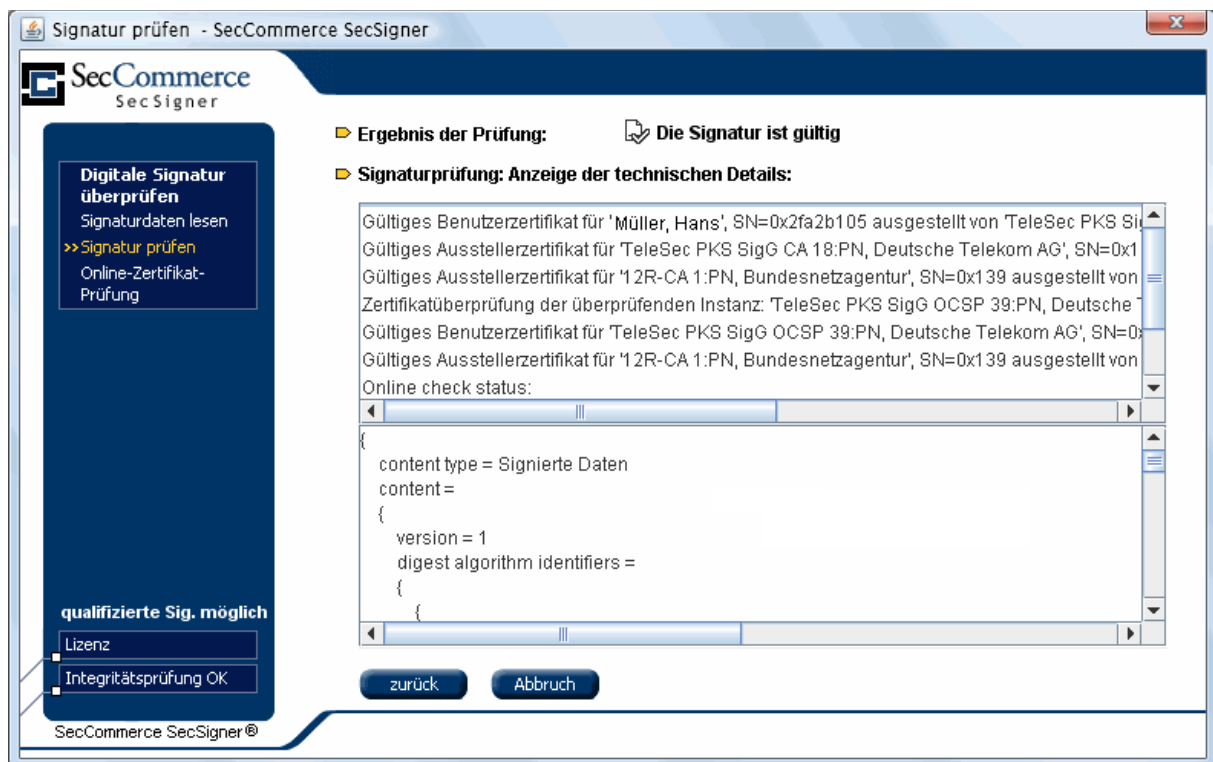 Signatur prüfen - SecCommerce SecSigner
SecCommerce
SecSigner
Digitale Signatur
überprüfen
Signaturdaten lesen
>>Signatur prüfen
Online-Zertifikat-
Prüfung
qualifizierte Sig. möglich
Lizenz
Integritätsprüfung OK
SecCommerce SecSigner®
Ergebnis der Prüfung: Die Signatur ist gültig
Signaturprüfung: Anzeige der technischen Details:
Gültiges Benutzerzertifikat für 'Müller, Hans', SN=0x2fa2b105 ausgestellt von 'TeleSec PKS Sig
Gültiges Ausstellerzertifikat für 'TeleSec PKS SigG CA 18:PN, Deutsche Telekom AG', SN=0x1
Gültiges Ausstellerzertifikat für '12R-CA 1:PN, Bundesnetzagentur', SN=0x139 ausgestellt von
Zertifikatüberprüfung der überprüfenden Instanz: 'TeleSec PKS SigG OCSP 39:PN, Deutsche T
Gültiges Benutzerzertifikat für 'TeleSec PKS SigG OCSP 39:PN, Deutsche Telekom AG', SN=0x
Gültiges Ausstellerzertifikat für '12R-CA 1:PN, Bundesnetzagentur', SN=0x139 ausgestellt von
Online check status:
{
content type = Signierte Daten
content =
{
version = 1
digest algorithm identifiers =
{
{
zurück Abbruch